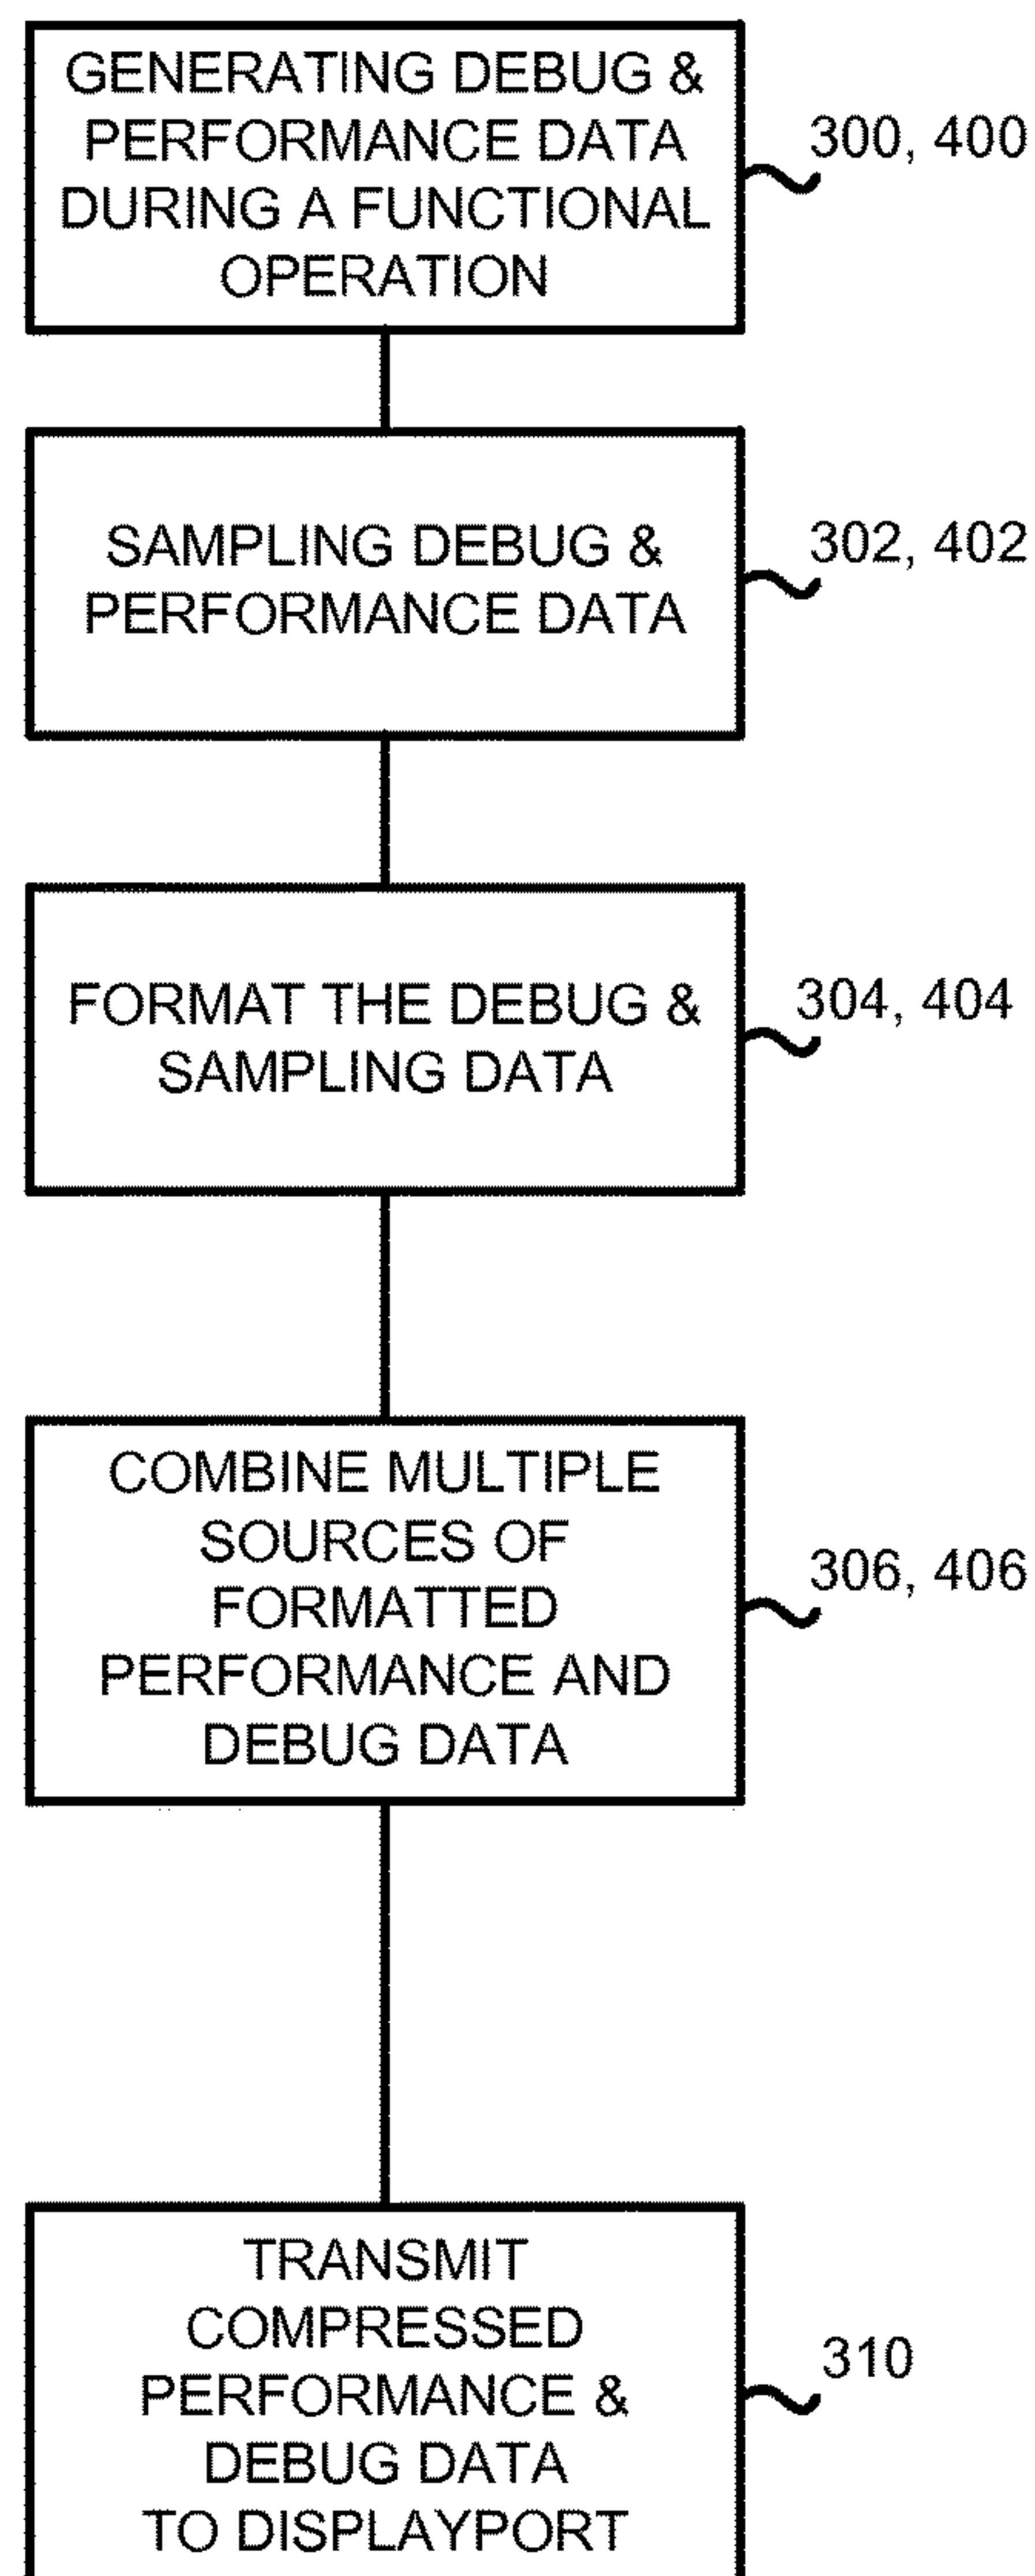 GENERATING DEBUG &
PERFORMANCE DATA
DURING A FUNCTIONAL
OPERATION
300, 400
SAMPLING DEBUG &
PERFORMANCE DATA
302, 402
FORMAT THE DEBUG &
SAMPLING DATA
304, 404
COMBINE MULTIPLE
SOURCES OF
FORMATTED
PERFORMANCE AND
DEBUG DATA
306, 406
TRANSMIT
COMPRESSED
PERFORMANCE &
DEBUG DATA
TO DISPLAYPORT
310